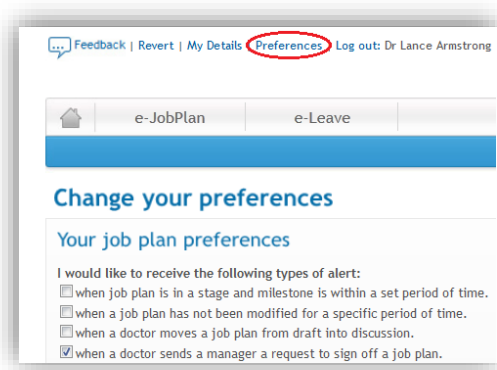 Feedback | Revert | My Details Preferences Log out: Dr Lance Armstrong
e-JobPlan e-Leave
Change your preferences
Your job plan preferences
I would like to receive the following types of alert:
when job plan is in a stage and milestone is within a set period of time.
when a job plan has not been modified for a specific period of time.
when a doctor moves a job plan from draft into discussion.
when a doctor sends a manager a request to sign off a job plan.